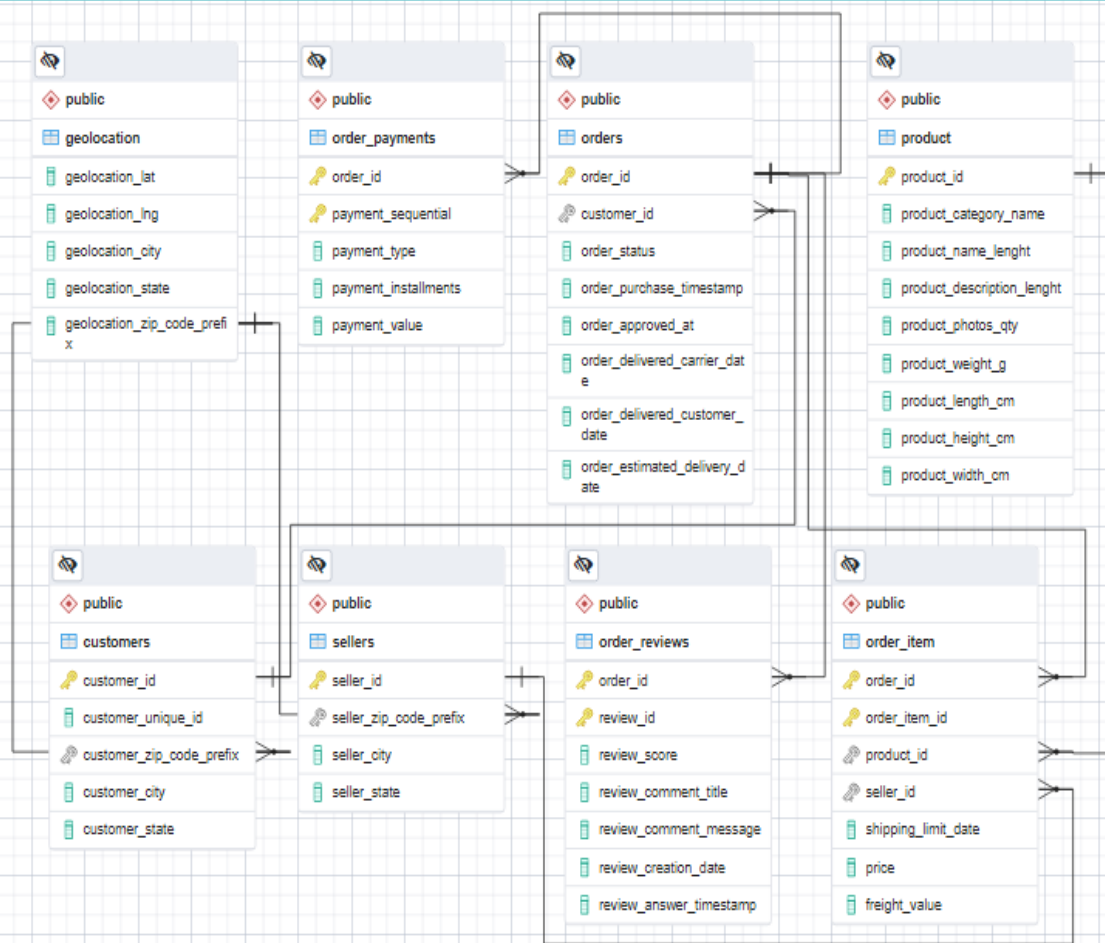 public
geolocation
geolocation_lat
geolocation_lng
geolocation_city
geolocation_state
geolocation_zip_code_prefi
x
public
order_payments
order_id
payment_sequential
payment_type
payment_installments
payment_value
public
orders
order_id
customer_id
order_status
order_purchase_timestamp
order_approved_at
order_delivered_carrier_dat
e
order_delivered_customer_
date
order_estimated_delivery_d
ate
public
product
product_id
product_category_name
product_name_lenght
product_description_lenght
product_photos_qty
product_weight_g
product_length_cm
product_height_cm
product_width_cm
public
customers
customer_id
customer_unique_id
customer_zip_code_prefix
customer_city
customer_state
public
sellers
seller_id
seller_zip_code_prefix
seller_city
seller_state
public
order_reviews
order_id
review_id
review_score
review_comment_title
review_comment_message
review_creation_date
review_answer_timestamp
public
order_item
order_id
order_item_id
product_id
seller_id
shipping_limit_date
price
freight_value